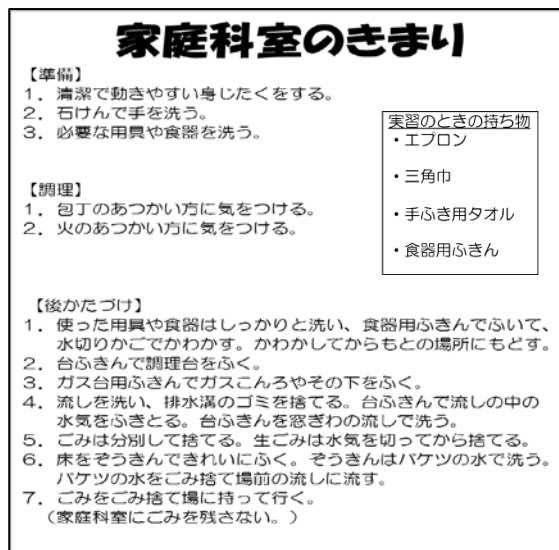 家庭科室のきまり
【準備】
1．清潔で動きやすい身じたくをする。
2．石けんで手を洗う。
3．必要な用具や食器を洗う。
実習のときの持ち物
・エプロン
・三角巾
・手ふき用タオル
・食器用ふきん
【調理】
1．包丁のあつかい方に気をつける。
2．火のあつかい方に気をつける。
【後かたづけ】
1．使った用具や食器はしっかりと洗い、食器用ふきんでふいて、
水切りかごでかわかす。かわかしてからもとの場所にもどす。
2．台ふきんで調理台をふく。
3．ガス台用ふきんでガスこんろやその下をふく。
4．流しを洗い、排水溝のゴミを捨てる。台ふきんで流しの中の
水気をふきとる。台ふきんを窓ぎわの流しで洗う。
5．ごみは分別して捨てる。生ごみは水気を切ってから捨てる。
6．床をぞうきんできれいにふく。ぞうきんはバケツの水で洗う。
バケツの水をごみ捨て場前の流しに流す。
7．ごみをごみ捨て場に持って行く。
（家庭科室にごみを残さない。）